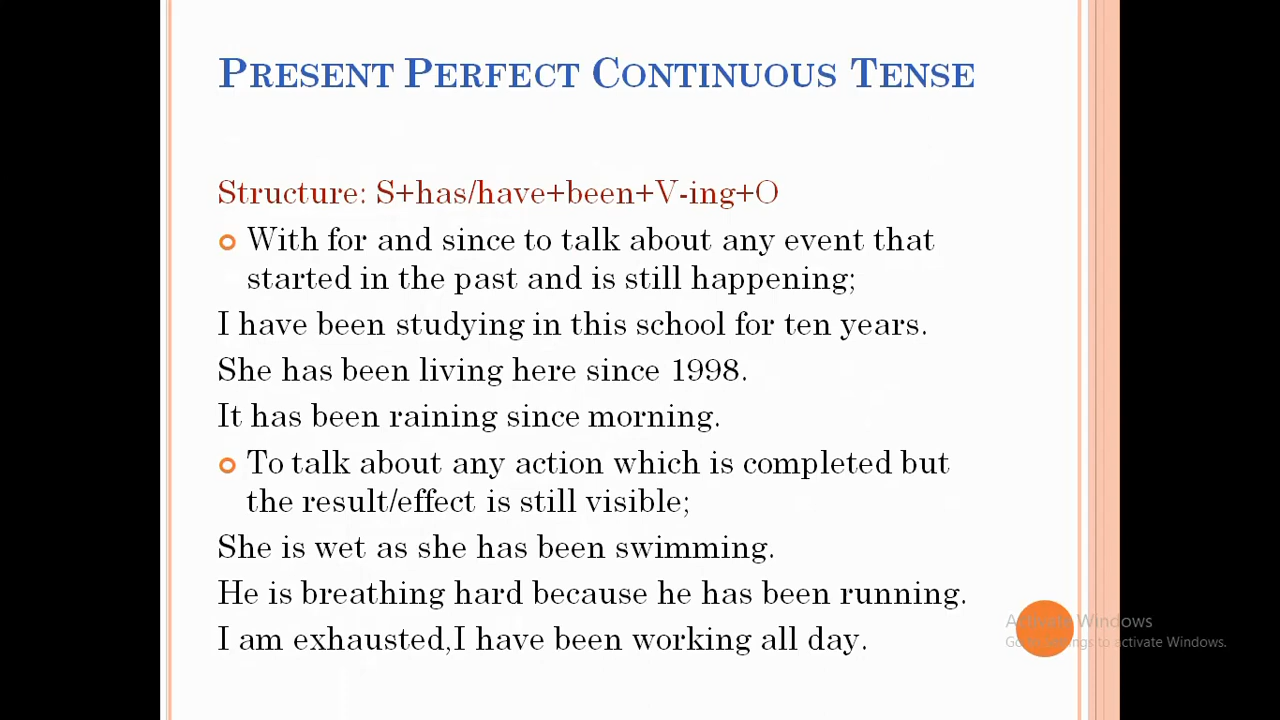 PRESENT PERFECT CONTINUOUS TENSE
Structure: S+has/have+been+V-ing+O
With for and since to talk about any event that
started in the past and is still happening;
I have been studying in this school for ten years.
She has been living here since 1998.
It has been raining since morning.
To talk about any action which is completed but
the result/effect is still visible;
She is wet as she has been swimming.
He is breathing hard because he has been running.
I am exhausted,I have been working all day.
Activate Windows
Go to Settings to activate Windows.